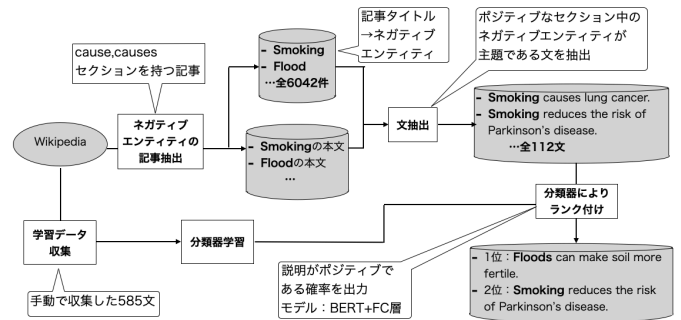 cause,causes
セクションを持つ記事
- Smoking
- Flood
…全6042件
記事タイトル
→ネガティブ
エンティティ
ポジティブなセクション中の
ネガティブエンティティが
主題である文を抽出
Wikipedia
ネガティブ
エンティティの
記事抽出
- Smokingの本文
- Floodの本文
…
文抽出
- Smoking causes lung cancer.
- Smoking reduces the risk of
Parkinson's disease.
…全112文
学習データ
収集
分類器学習
分類器により
ランク付け
手動で収集した585文
説明がポジティブで
ある確率を出力
モデル：BERT+FC層
- 1位：Floods can make soil more
fertile.
- 2位：Smoking reduces the risk
of Parkinson's disease.